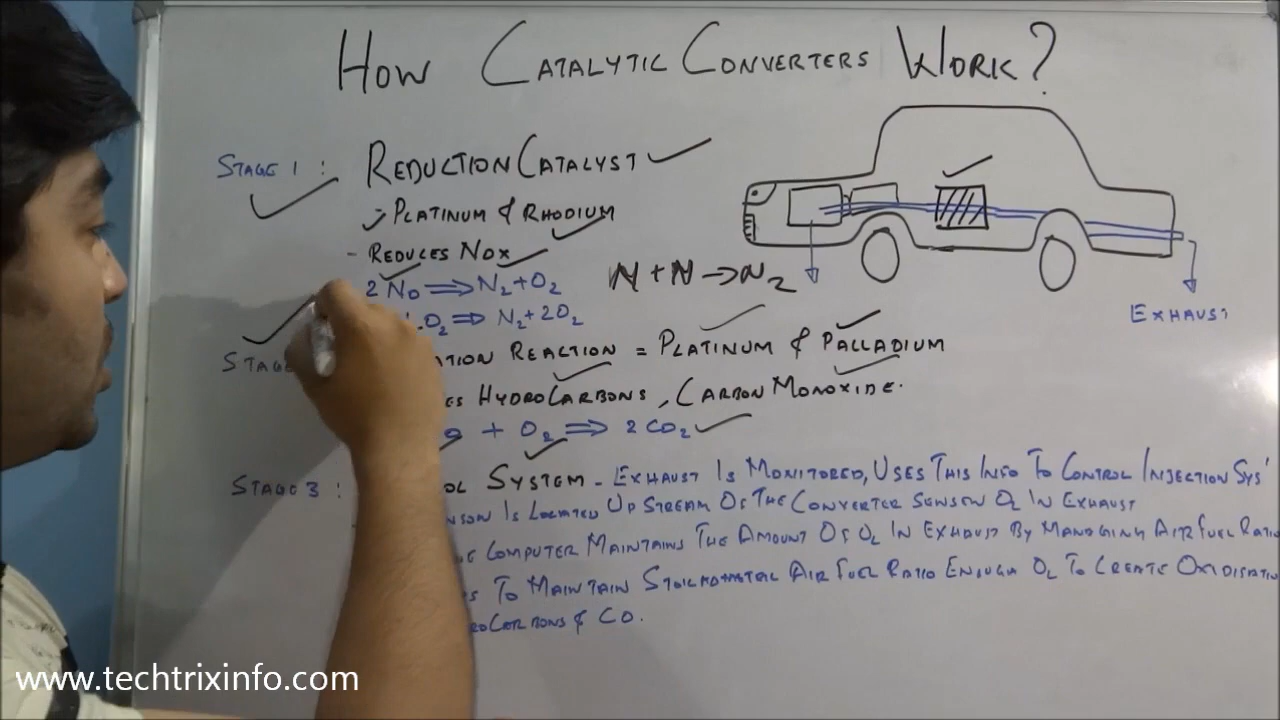 HOW CATALYTIC CONVERTERS WORK?
STAGE 1 : REDUCTION CATALYST
PLATINUM & RHODIUM
- REDUCES NOX
2 NO ⇒ N₂+O₂
N + N → N₂
O₂ ⇒ N₂+2O₂
EXHAUST
REACTION = PLATINUM & PALLADIUM
HYDROCARBONS, CARBON MONOXIDE.
+ O₂ ⇒ 2 CO₂
STAGE 3 : SYSTEM - EXHAUST IS MONITORED, USES THIS INFO TO CONTROL INJECTION SYS'
IS LOCATED UP STREAM OF THE CONVERTER O₂ IN EXHAUST
COMPUTER MAINTAINS THE AMOUNT OF O₂ IN EXHAUST BY MANAGING AIR FUEL RATIO
TO MAINTAIN AIR FUEL RATIO ENOUGH O₂ TO CREATE OXIDISATIN
& CO.
www.techtrixinfo.com